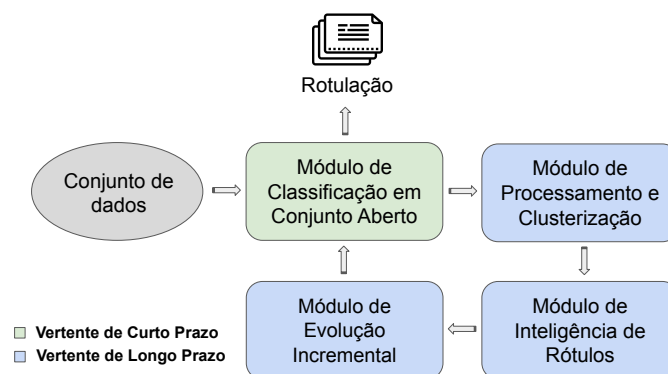 Rotulação
Conjunto de
dados
Módulo de
Classificação em
Conjunto Aberto
Módulo de
Processamento e
Clusterização
Módulo de
Evolução
Incremental
Módulo de
Inteligência de
Rótulos
Vertente de Curto Prazo
Vertente de Longo Prazo